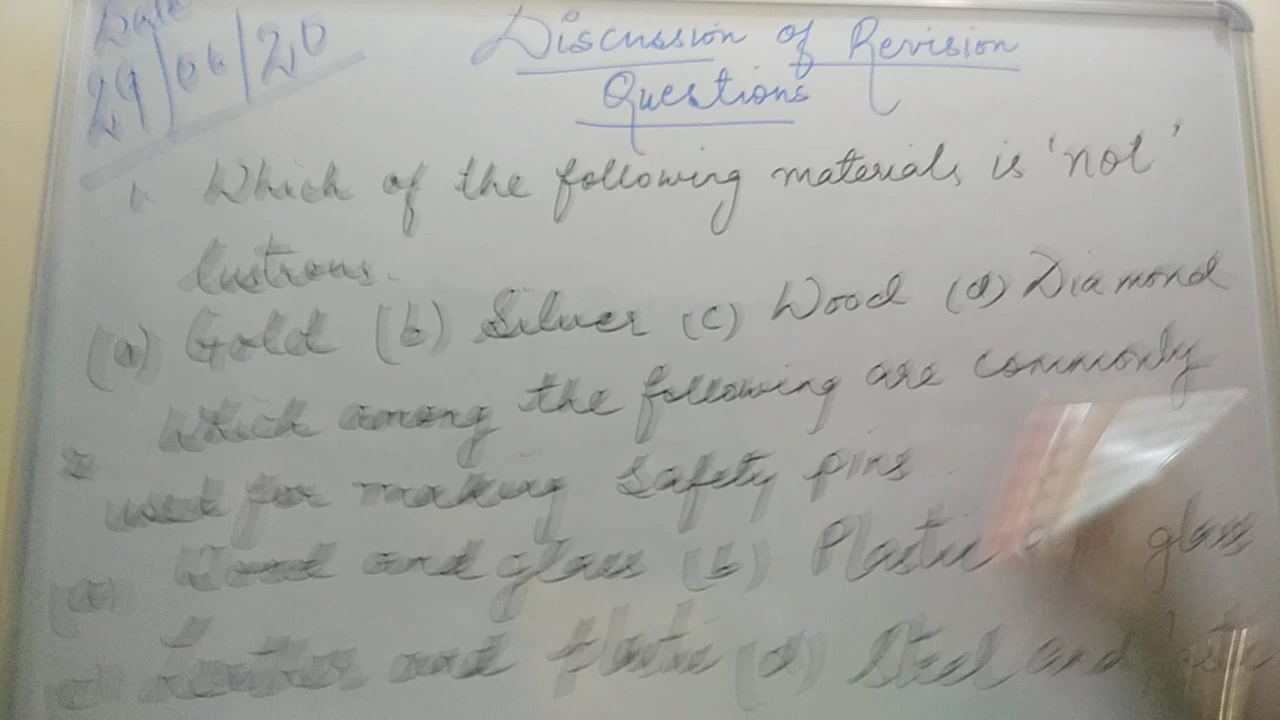 Date
29/06/20
Discussion of Revision
Questions
1. Which of the following materials is 'not'
lustrous.
(a) Gold (b) Silver (c) Wood (d) Diamond
2 Which among the following are commonly
used for making safety pins
(a) Wood and glass (b) Plastic glass
(c) Leather and plastic (d) Steel and